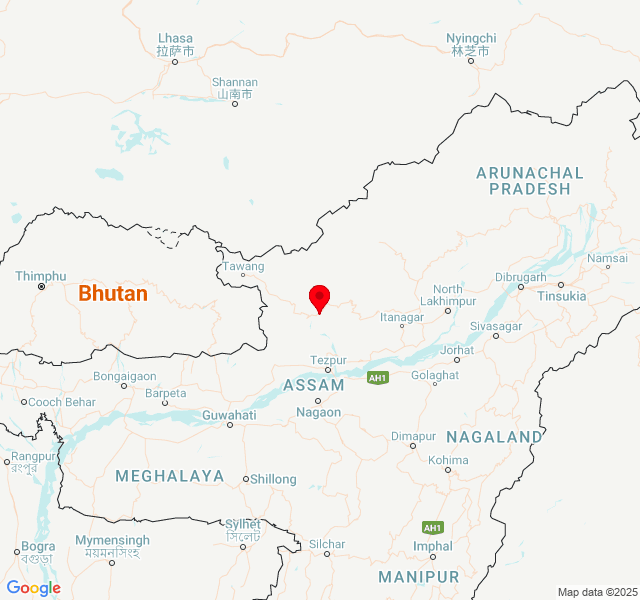 Lhasa
拉萨市
Nyingchi
林芝市
Shannan
山南市
ARUNACHAL
PRADESH
Tawang
Thimphu
Bhutan
Namsai
Dibrugarh
Tinsukia
North
Lakhimpur
Itanagar
Sivasagar
Jorhat
Tezpur
Golaghat
AH1
ASSAM
Bongaigaon
Barpeta
Cooch Behar
Nagaon
Guwahati
Dimapur
NAGALAND
Kohima
Rangpur
রংপুর
MEGHALAYA
Shillong
AH1
Sylhet
সিলেট
Mymensingh
ময়মনসিংহ
Bogra
বগুড়া
Silchar
Imphal
MANIPUR
Google
Map data ©2025